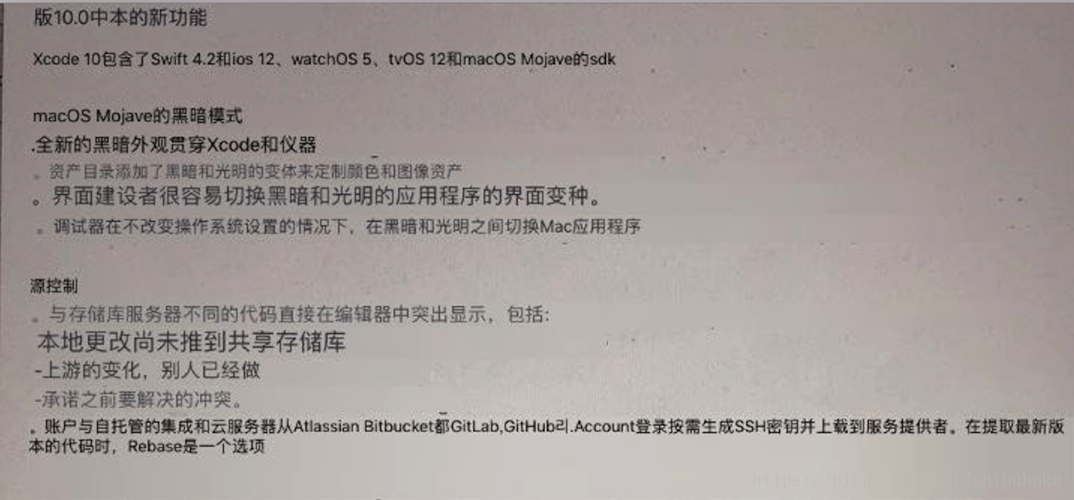 版10.0中本的新功能
Xcode 10包含了Swift 4.2和ios 12、watchOS 5、tvOS 12和macOS Mojave的sdk
macOS Mojave的黑暗模式
.全新的黑暗外观贯穿Xcode和仪器
。资产目录添加了黑暗和光明的变体来定制颜色和图像资产
。界面建设者很容易切换黑暗和光明的应用程序的界面变种。
。调试器在不改变操作系统设置的情况下，在黑暗和光明之间切换Mac应用程序
源控制
。与存储库服务器不同的代码直接在编辑器中突出显示，包括:
本地更改尚未推到共享存储库
-上游的变化，别人已经做
-承诺之前要解决的冲突。
。账户与自托管的集成和云服务器从Atlassian Bitbucket都GitLab,GitHub리.Account登录按需生成SSH密钥并上载到服务提供者。在提取最新版
本的代码时，Rebase是一个选项